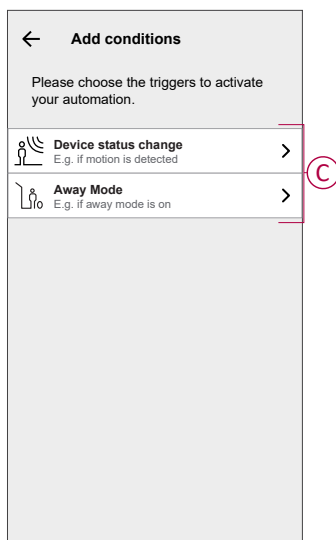 Add conditions
Please choose the triggers to activate
your automation.
Device status change
E.g. if motion is detected
Away Mode
E.g. if away mode is on
C